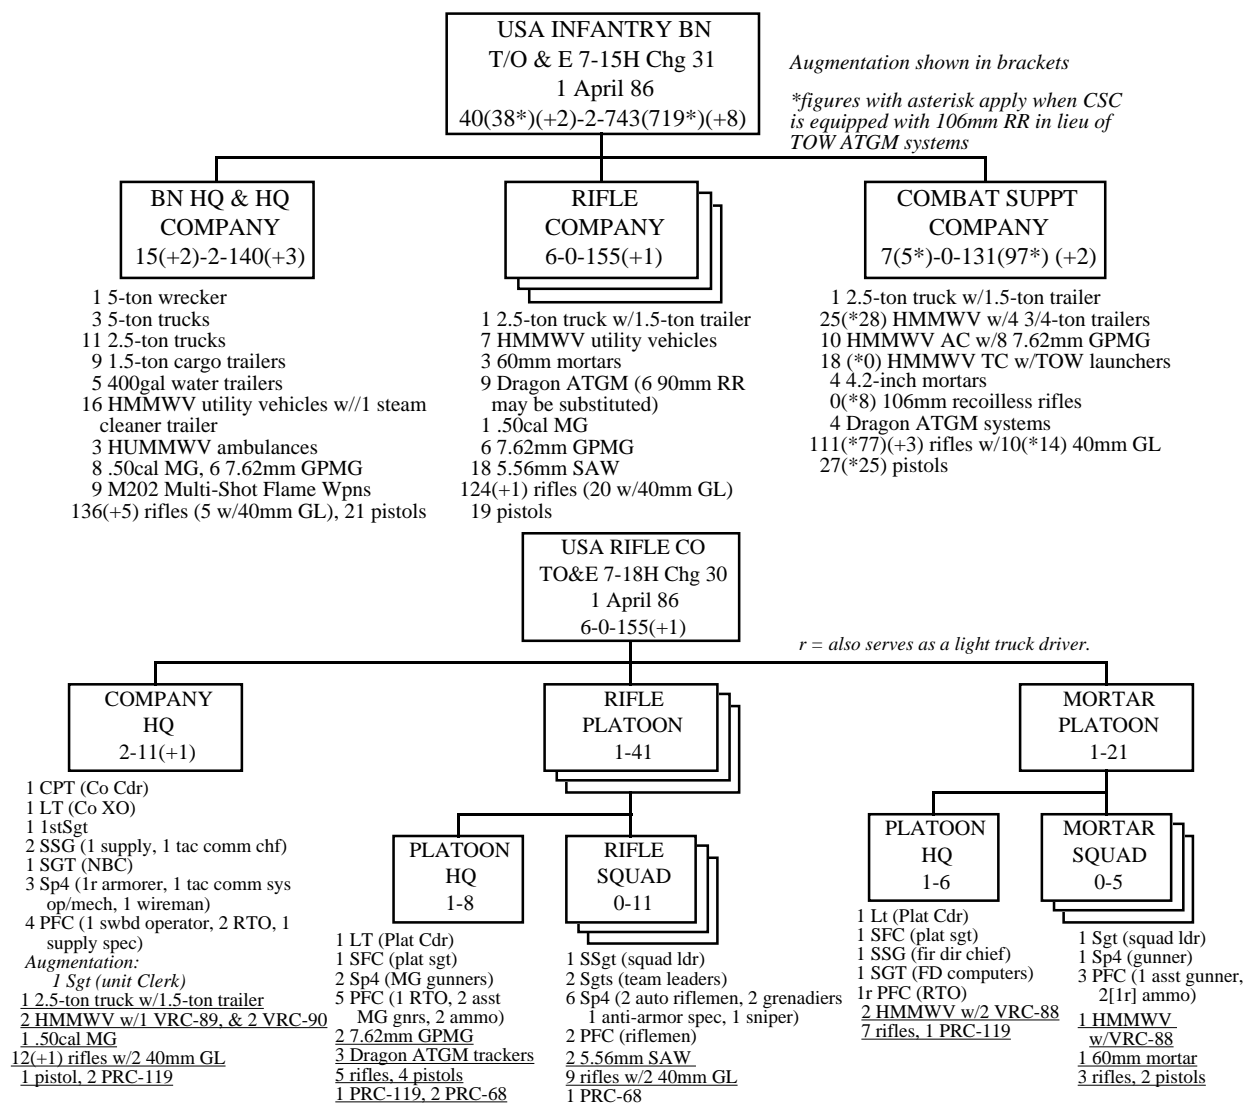 USA INFANTRY BN
T/O & E 7-15H Chg 31
1 April 86
40(38*)(+2)-2-743(719*)(+8)
Augmentation shown in brackets
*figures with asterisk apply when CSC
is equipped with 106mm RR in lieu of
TOW ATGM systems
BN HQ & HQ
COMPANY
15(+2)-2-140(+3)
1 5-ton wrecker
3 5-ton trucks
11 2.5-ton trucks
9 1.5-ton cargo trailers
5 400gal water trailers
16 HMMWV utility vehicles w//1 steam
cleaner trailer
3 HUMMWV ambulances
8 .50cal MG, 6 7.62mm GPMG
9 M202 Multi-Shot Flame Wpns
136(+5) rifles (5 w/40mm GL), 21 pistols
RIFLE
COMPANY
6-0-155(+1)
1 2.5-ton truck w/1.5-ton trailer
7 HMMWV utility vehicles
3 60mm mortars
9 Dragon ATGM (6 90mm RR
may be substituted)
1 .50cal MG
6 7.62mm GPMG
18 5.56mm SAW
124(+1) rifles (20 w/40mm GL)
19 pistols
COMBAT SUPPT
COMPANY
7(5*)-0-131(97*) (+2)
1 2.5-ton truck w/1.5-ton trailer
25(*28) HMMWV w/4 3/4-ton trailers
10 HMMWV AC w/8 7.62mm GPMG
18 (*0) HMMWV TC w/TOW launchers
4 4.2-inch mortars
0(*8) 106mm recoilless rifles
4 Dragon ATGM systems
111(*77)(+3) rifles w/10(*14) 40mm GL
27(*25) pistols
USA RIFLE CO
TO&E 7-18H Chg 30
1 April 86
6-0-155(+1)
r = also serves as a light truck driver.
COMPANY
HQ
2-11(+1)
1 CPT (Co Cdr)
1 LT (Co XO)
1 1stSgt
2 SSG (1 supply, 1 tac comm chf)
1 SGT (NBC)
3 Sp4 (1r armorer, 1 tac comm sys
op/mech, 1 wireman)
4 PFC (1 swbd operator, 2 RTO, 1
supply spec)
Augmentation:
1 Sgt (unit Clerk)
1 2.5-ton truck w/1.5-ton trailer
2 HMMWV w/1 VRC-89, & 2 VRC-90
1 .50cal MG
12(+1) rifles w/2 40mm GL
1 pistol, 2 PRC-119
RIFLE
PLATOON
1-41
PLATOON
HQ
1-8
1 LT (Plat Cdr)
1 SFC (plat sgt)
2 Sp4 (MG gunners)
5 PFC (1 RTO, 2 asst
MG gnrs, 2 ammo)
2 7.62mm GPMG
3 Dragon ATGM trackers
5 rifles, 4 pistols
1 PRC-119, 2 PRC-68
RIFLE
SQUAD
0-11
1 SSgt (squad ldr)
2 Sgts (team leaders)
6 Sp4 (2 auto riflemen, 2 grenadiers
1 anti-armor spec, 1 sniper)
2 PFC (riflemen)
2 5.56mm SAW
9 rifles w/2 40mm GL
1 PRC-68
MORTAR
PLATOON
1-21
PLATOON
HQ
1-6
1 Lt (Plat Cdr)
1 SFC (plat sgt)
1 SSG (fir dir chief)
1 SGT (FD computers)
1r PFC (RTO)
2 HMMWV w/2 VRC-88
7 rifles, 1 PRC-119
MORTAR
SQUAD
0-5
1 Sgt (squad ldr)
1 Sp4 (gunner)
3 PFC (1 asst gunner,
2[1r] ammo)
1 HMMWV
w/VRC-88
1 60mm mortar
3 rifles, 2 pistols